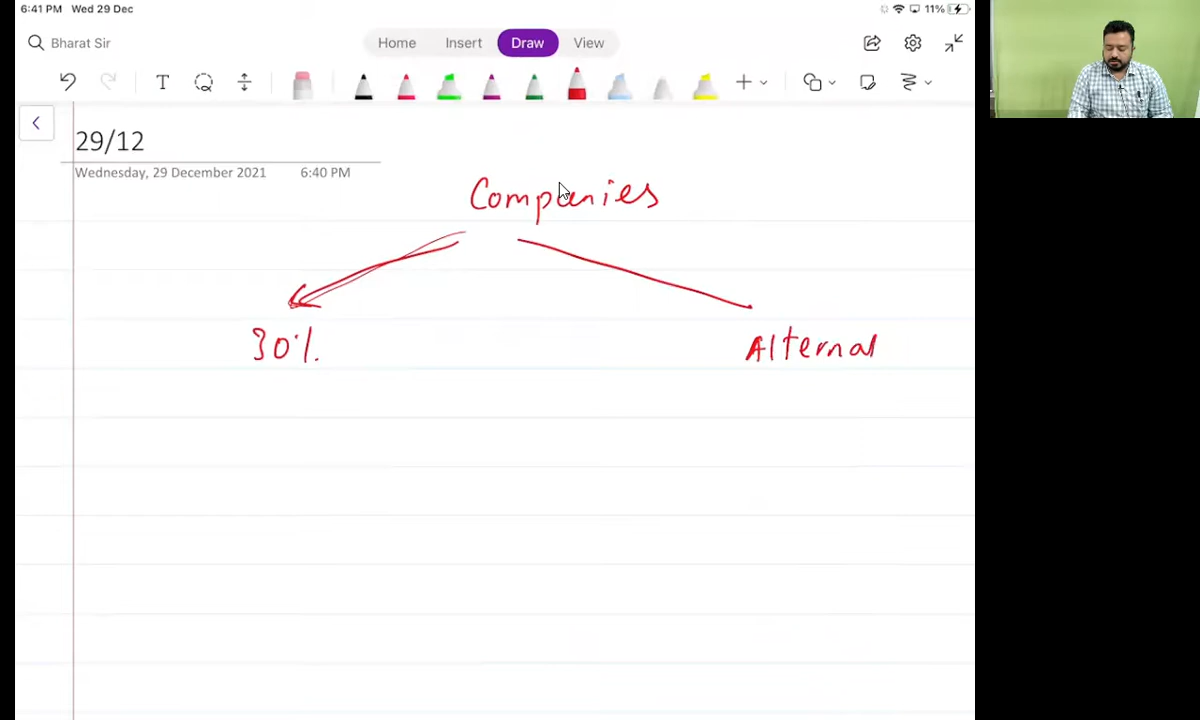 6:41 PM Wed 29 Dec
11%
Bharat Sir
Home Insert Draw View
T
29/12
Wednesday, 29 December 2021 6:40 PM
Companies
30%
Alternal